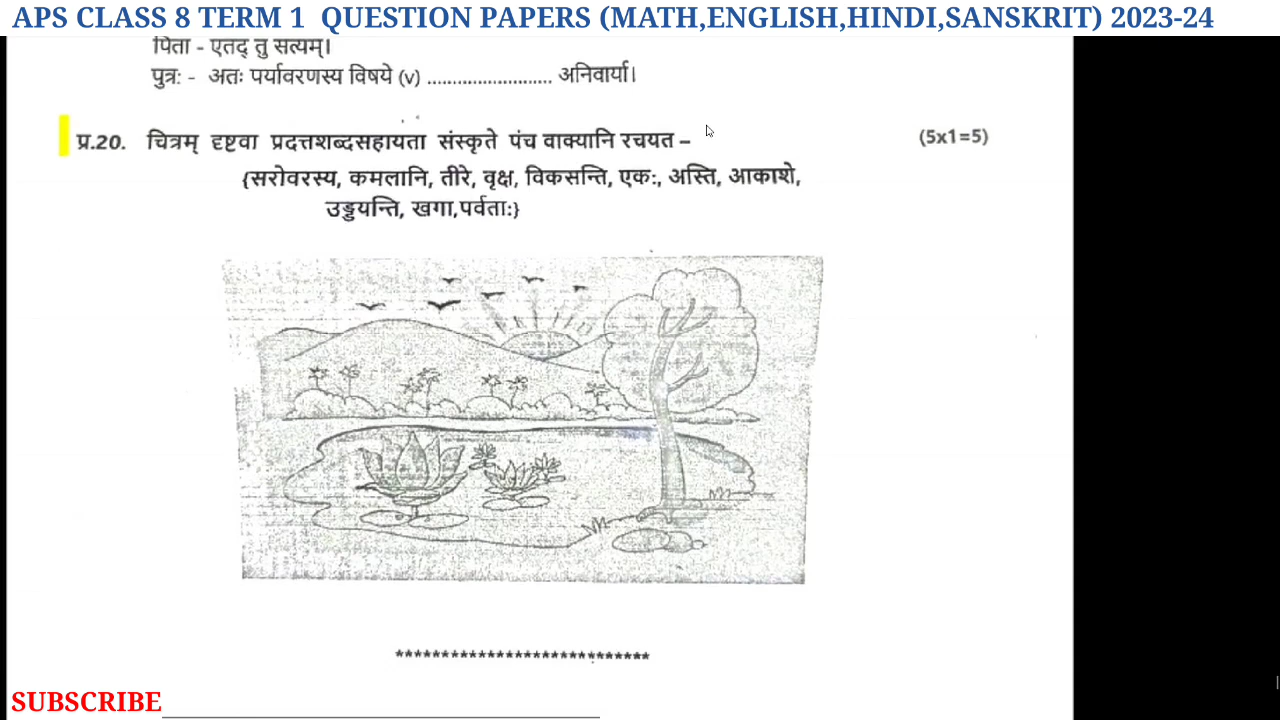 APS CLASS 8 TERM 1 QUESTION PAPERS (MATH,ENGLISH,HINDI,SANSKRIT) 2023-24
पिता - एतद् तु सत्यम्।
पुत्र: - अतः पर्यावरणस्य विषये (v) ......................... अनिवार्या।
प्र.20. चित्रम् दृष्टवा प्रदत्तशब्दसहायता संस्कृते पंच वाक्यानि रचयत – (5x1=5)
{सरोवरस्य, कमलानि, तीरे, वृक्ष, विकसन्ति, एकः, अस्ति, आकाशे,
उड्डयन्ति, खगा,पर्वताः}
****************************
SUBSCRIBE